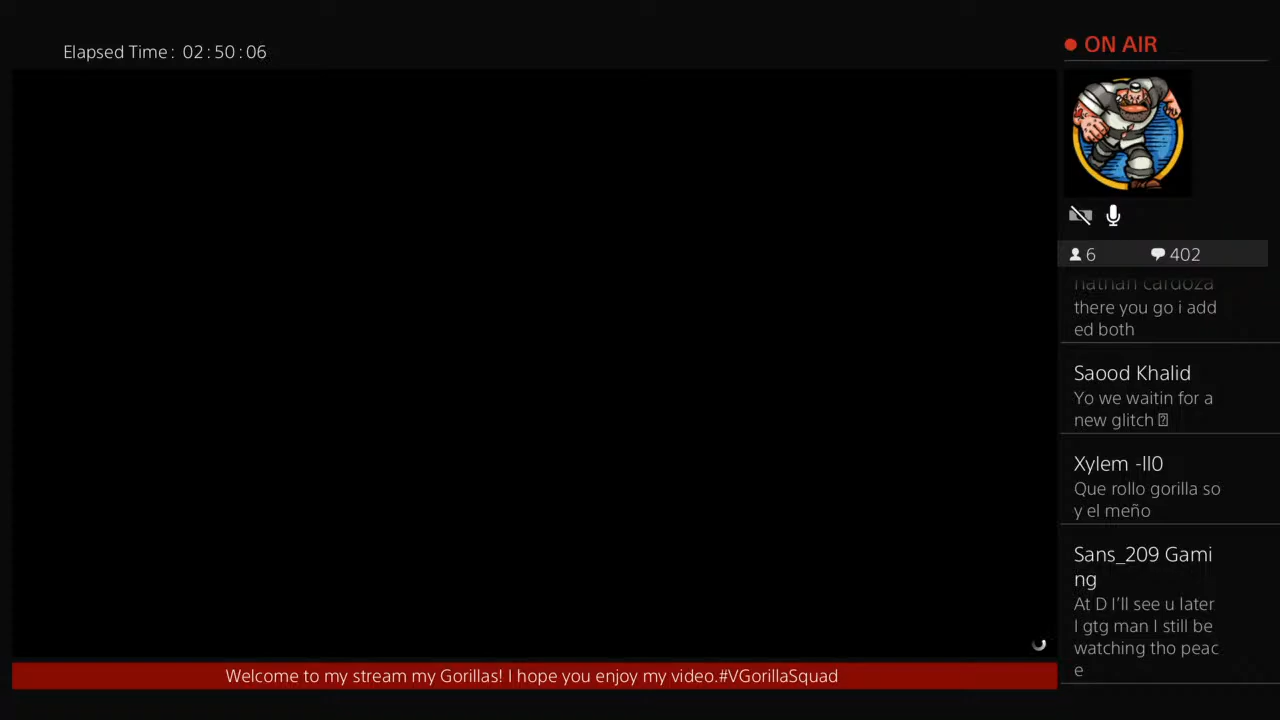 Elapsed Time: 02:50:06
ON AIR
6 402
nathan cardoza
there you go i add
ed both
Saood Khalid
Yo we waitin for a
new glitch
Xylem -ll0
Que rollo gorilla so
y el meño
Sans_209 Gami
ng
At D I'll see u later
I gtg man I still be
watching tho peac
e
Welcome to my stream my Gorillas! I hope you enjoy my video.#VGorillaSquad